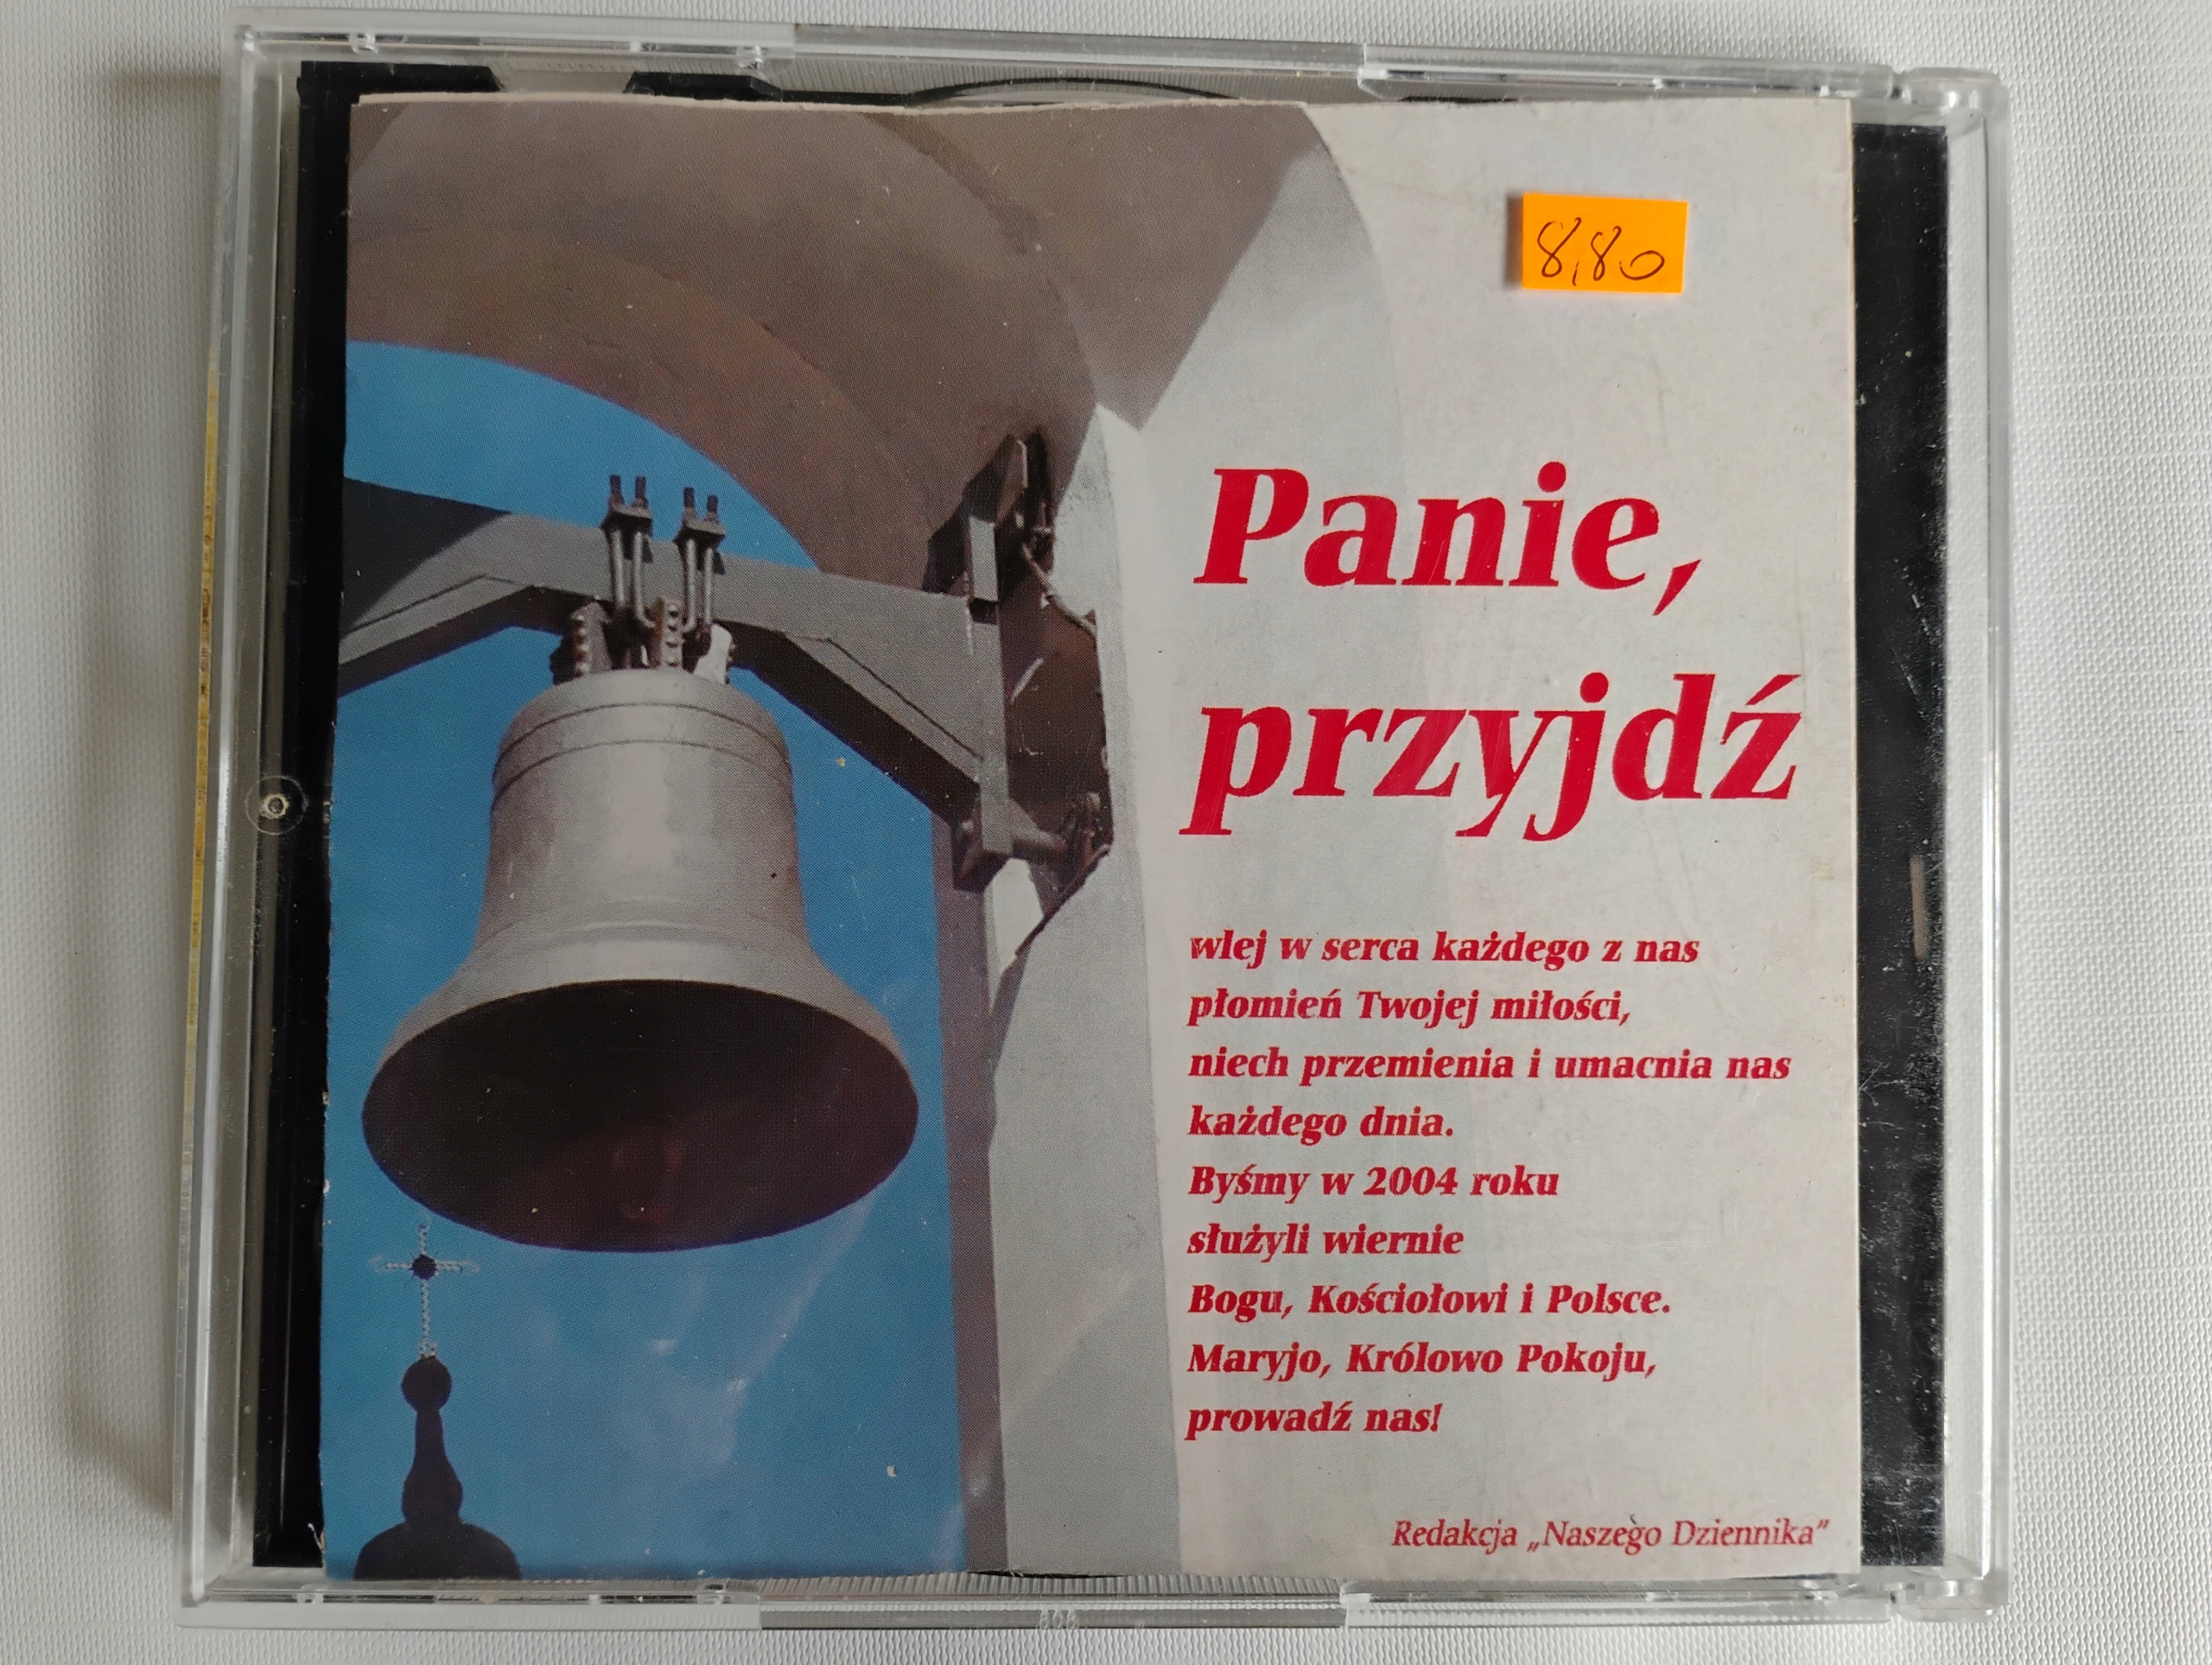 8,80
Panie,
przyjdź
wlej w serca każdego z nas
płomień Twojej miłości,
niech przemienia i umacnia nas
każdego dnia.
Byśmy w 2004 roku
służyli wiernie
Bogu, Kościołowi i Polsce.
Maryjo, Królowo Pokoju,
prowadź nas!
Redakcja „Naszego Dziennika”